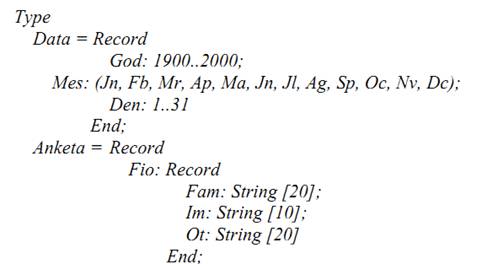 Type
Data = Record
God: 1900..2000;
Mes: (Jn, Fb, Mr, Ap, Ma, Jn, Jl, Ag, Sp, Oc, Nv, Dc);
Den: 1..31
End;
Anketa = Record
Fio: Record
Fam: String [20];
Im: String [10];
Ot: String [20]
End;